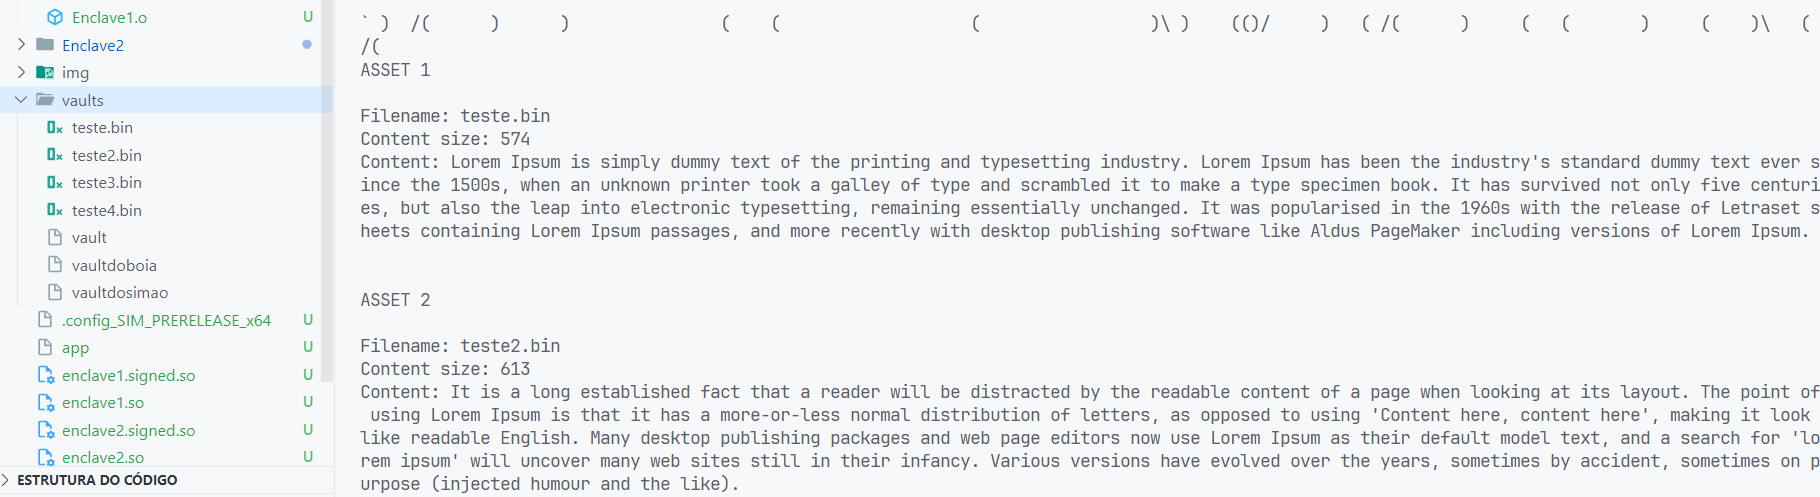 Enclave1.o U
Enclave2
img
vaults
teste.bin
teste2.bin
teste3.bin
teste4.bin
vault
vaultdoboia
vaultdosimao
.config_SIM_PRERELEASE_x64 U
app U
enclave1.signed.so U
enclave1.so U
enclave2.signed.so U
enclave2.so U
ESTRUTURA DO CÓDIGO
` )  /(      )      )               (    (                   (                 )\ )    (()/     )   ( /(      )     (   (       )     (    )\   (
/(
ASSET 1
Filename: teste.bin
Content size: 574
Content: Lorem Ipsum is simply dummy text of the printing and typesetting industry. Lorem Ipsum has been the industry's standard dummy text ever s
ince the 1500s, when an unknown printer took a galley of type and scrambled it to make a type specimen book. It has survived not only five centuri
es, but also the leap into electronic typesetting, remaining essentially unchanged. It was popularised in the 1960s with the release of Letraset s
heets containing Lorem Ipsum passages, and more recently with desktop publishing software like Aldus PageMaker including versions of Lorem Ipsum.
ASSET 2
Filename: teste2.bin
Content size: 613
Content: It is a long established fact that a reader will be distracted by the readable content of a page when looking at its layout. The point of
 using Lorem Ipsum is that it has a more-or-less normal distribution of letters, as opposed to using 'Content here, content here', making it look
like readable English. Many desktop publishing packages and web page editors now use Lorem Ipsum as their default model text, and a search for 'lo
rem ipsum' will uncover many web sites still in their infancy. Various versions have evolved over the years, sometimes by accident, sometimes on p
urpose (injected humour and the like).